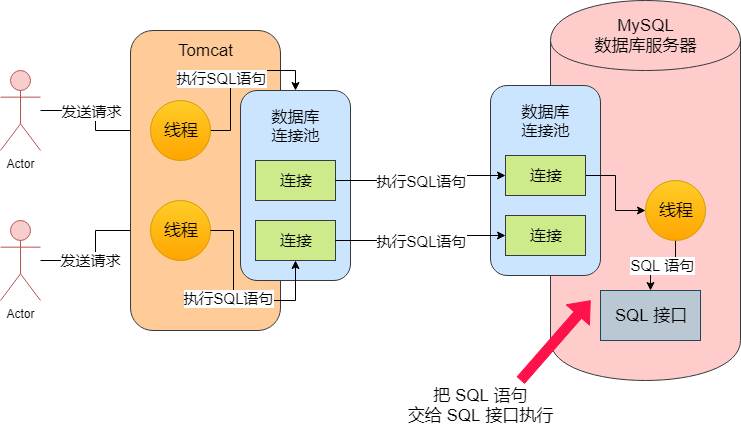 Tomcat
MySQL
数据库服务器
执行SQL语句
发送请求
线程
数据库
连接池
数据库
连接池
Actor
连接
执行SQL语句
连接
线程
线程
连接
执行SQL语句
连接
发送请求
SQL 语句
执行SQL语句
Actor
SQL 接口
把 SQL 语句
交给 SQL 接口执行